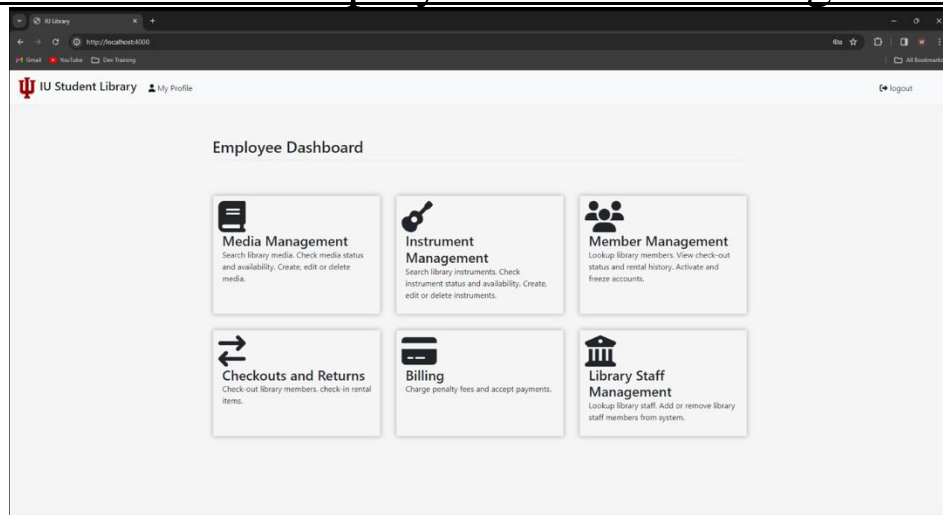 IU Library
http://localhost:4000
Gmail
YouTube
Dev Training
All Bookmarks
IU Student Library
My Profile
logout
Employee Dashboard
Media Management
Search library media. Check media status
and availability. Create, edit or delete
media.
Instrument
Management
Search library instruments. Check
instrument status and availability. Create,
edit or delete instruments.
Member Management
Lookup library members. View check-out
status and rental history. Activate and
freeze accounts.
Checkouts and Returns
Check-out library members. check-in rental
items.
Billing
Charge penalty fees and accept payments.
Library Staff
Management
Lookup library staff. Add or remove library
staff members from system.